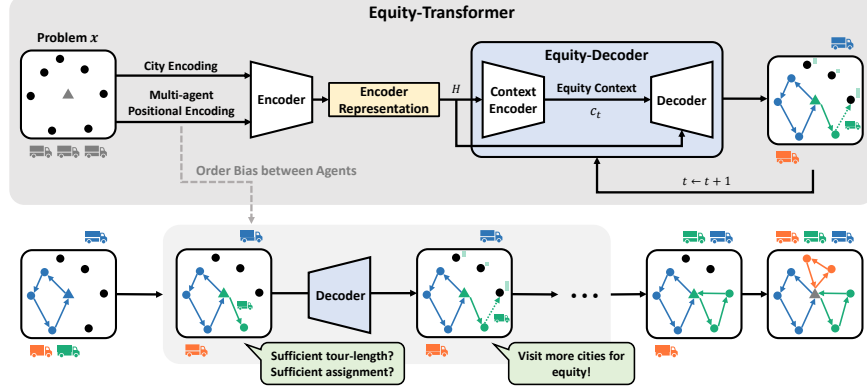 Equity-Transformer
Problem x
City Encoding
Multi-agent
Positional Encoding
Encoder
Encoder
Representation
H
Equity-Decoder
Context
Encoder
Equity Context
c_t
Decoder
t ← t + 1
Order Bias between Agents
Decoder
...
Sufficient tour-length?
Sufficient assignment?
Visit more cities for
equity!